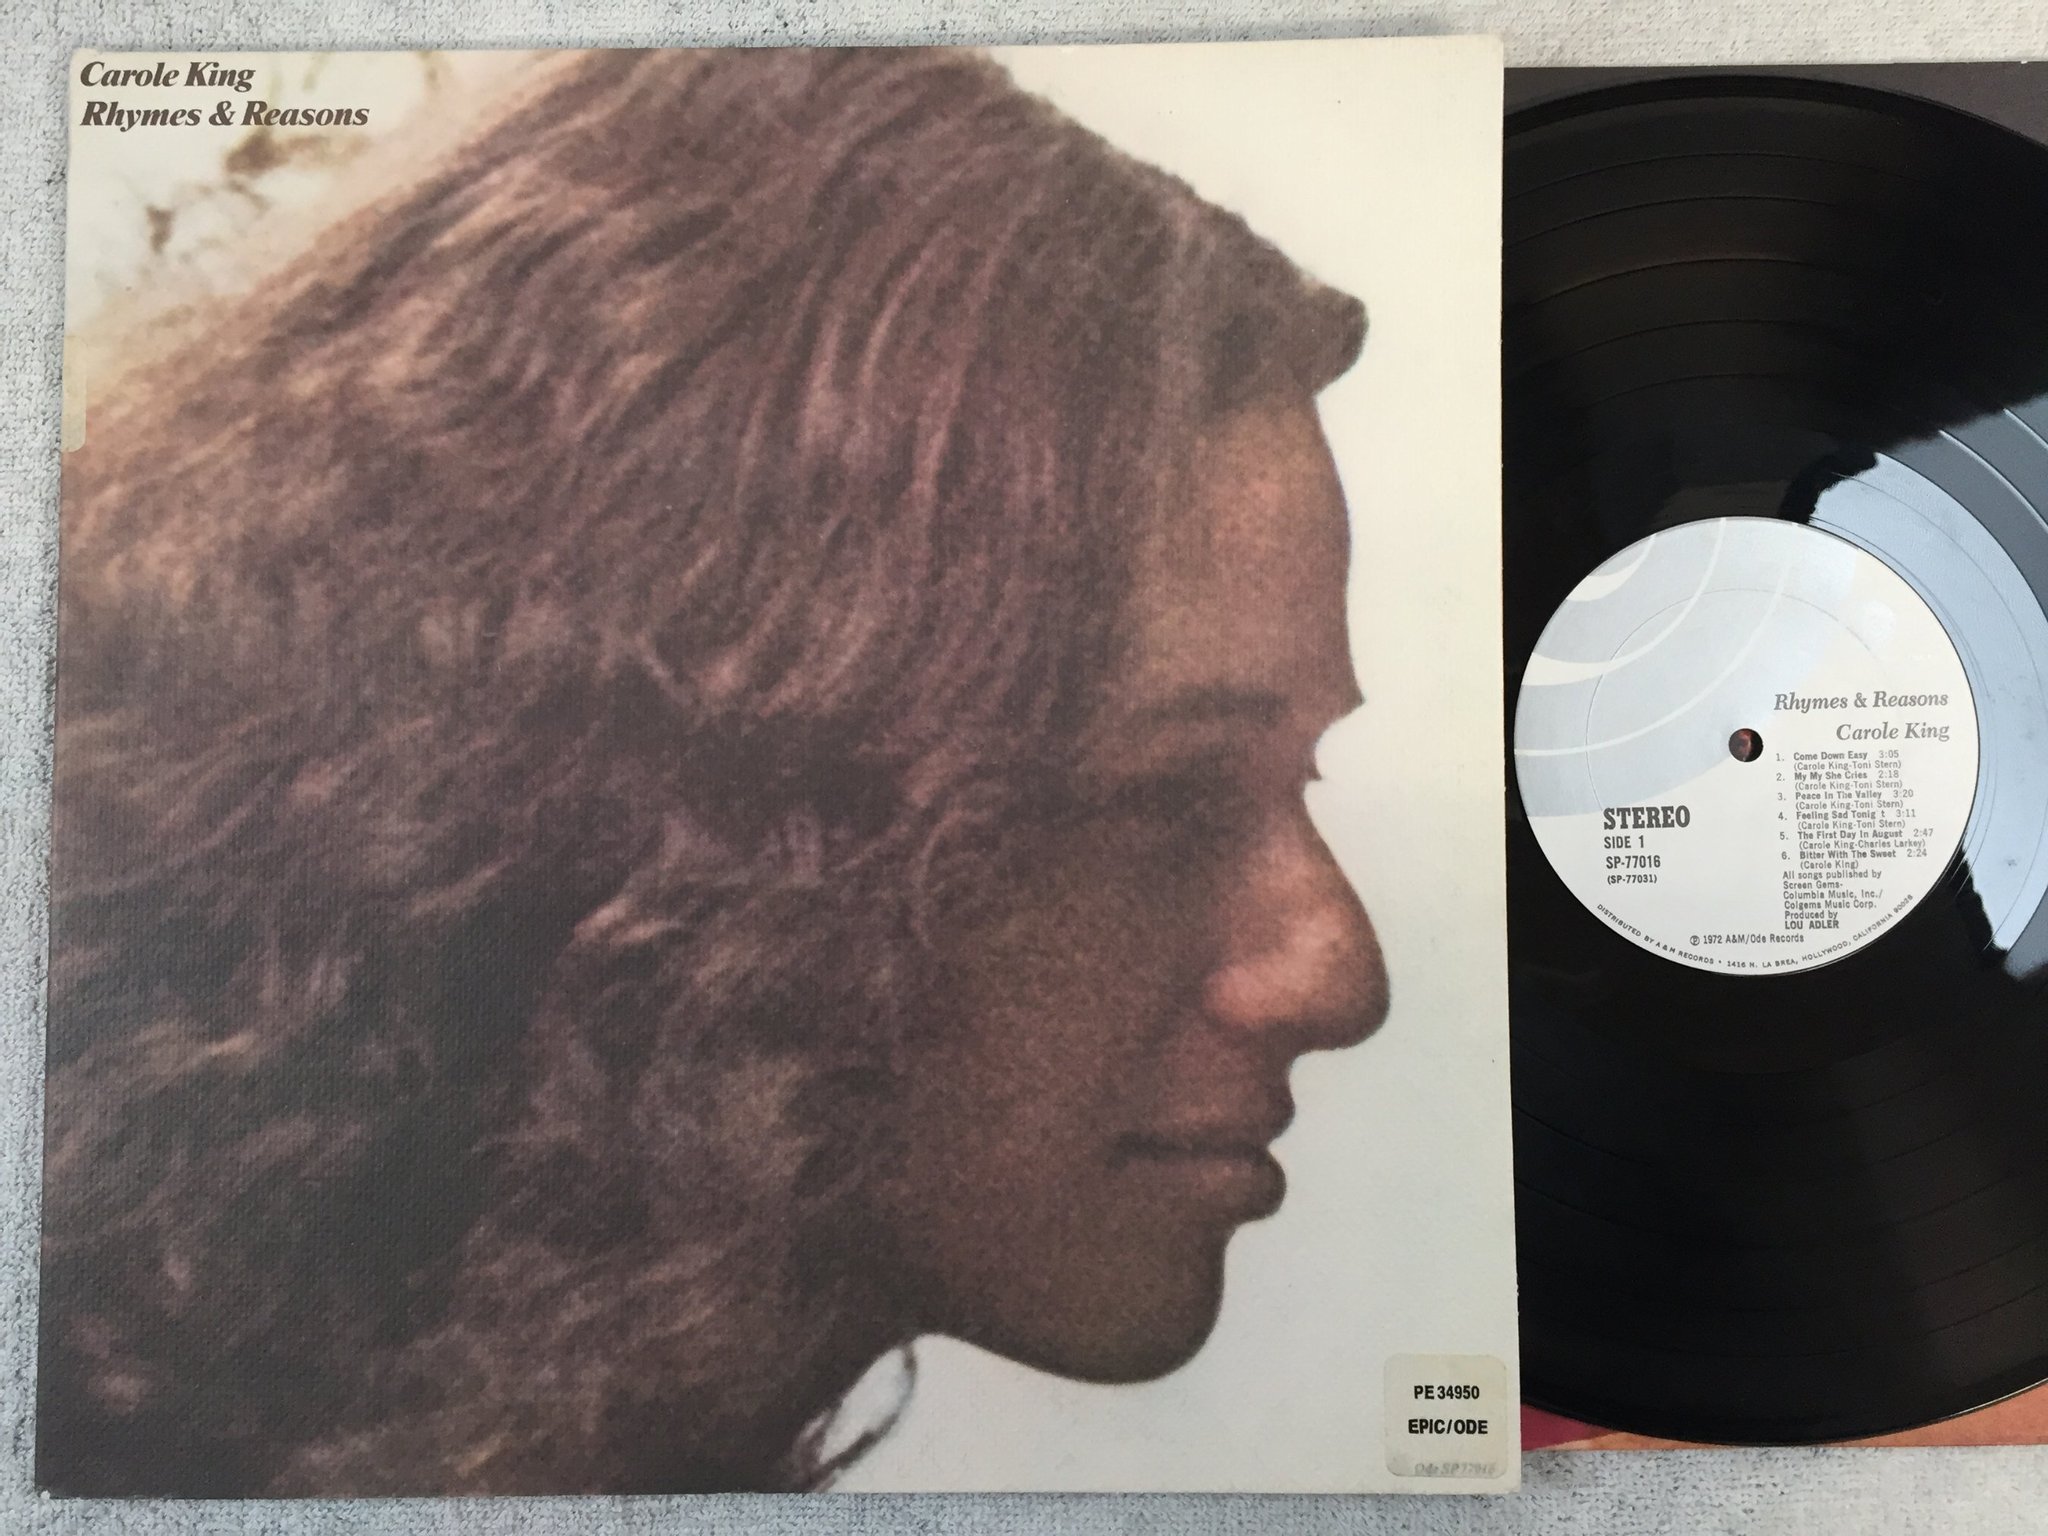 Carole King
Rhymes & Reasons
Rhymes & Reasons
Carole King
1. Come Down Easy 3:05
(Carole King-Toni Stern)
2. My My She Cries 2:18
(Carole King-Toni Stern)
3. Peace In The Valley 3:20
(Carole King-Toni Stern)
4. Feeling Sad Tonig t 3:11
(Carole King-Toni Stern)
5. The First Day In August 2:47
(Carole King-Charles Larkey)
6. Bitter With The Sweet 2:24
(Carole King)
All songs published by
Screen Gems-
Columbia Music, Inc./
Colgems Music Corp.
Produced by
LOU ADLER
STEREO
SIDE 1
SP-77016
(SP-77031)
℗ 1972 A&M/Ode Records
DISTRIBUTED BY A & M RECORDS • 1416 N. LA BREA, HOLLYWOOD, CALIFORNIA 90028
PE 34950
EPIC/ODE
Ode SP 77016